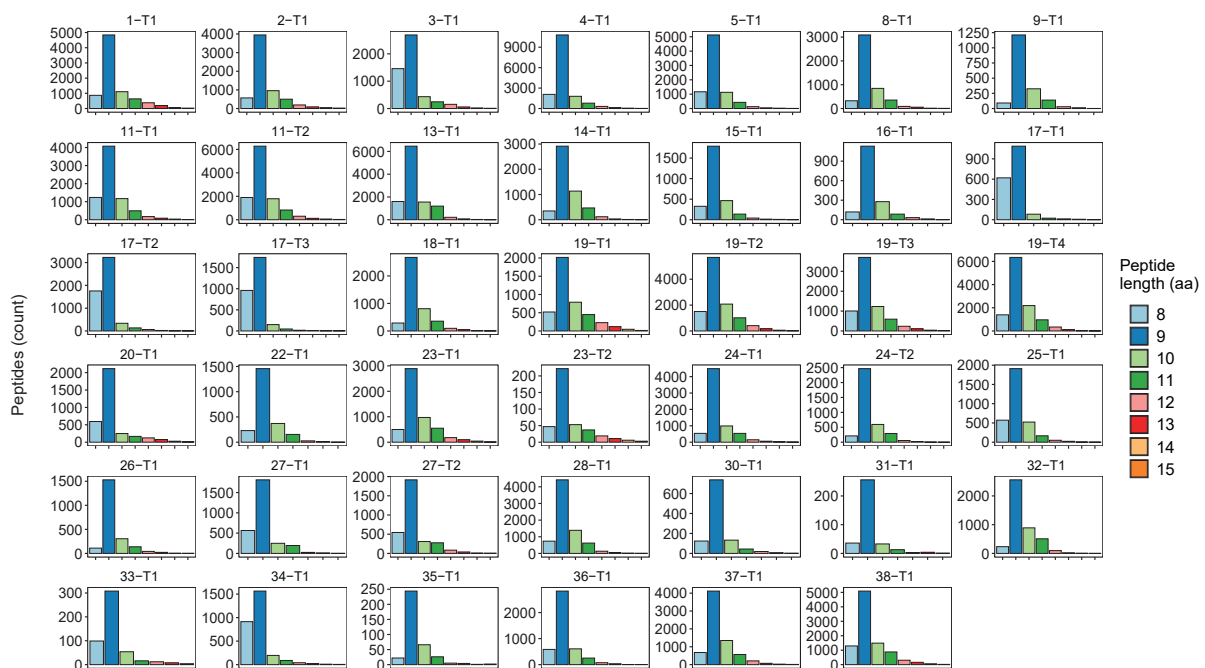 1−T1 2−T1 3−T1 4−T1 5−T1 8−T1 9−T1
5000 4000 3000 2000 1000 0
4000 3000 2000 1000 0
2000 1000 0
9000 6000 3000 0
5000 4000 3000 2000 1000 0
3000 2000 1000 0
1250 1000 750 500 250 0
11−T1 11−T2 13−T1 14−T1 15−T1 16−T1 17−T1
4000 3000 2000 1000 0
6000 4000 2000 0
6000 4000 2000 0
3000 2000 1000 0
1500 1000 500 0
900 600 300 0
900 600 300 0
17−T2 17−T3 18−T1 19−T1 19−T2 19−T3 19−T4
3000 2000 1000 0
1500 1000 500 0
2000 1000 0
2000 1500 1000 500 0
4000 2000 0
3000 2000 1000 0
6000 4000 2000 0
20−T1 22−T1 23−T1 23−T2 24−T1 24−T2 25−T1
2000 1500 1000 500 0
1500 1000 500 0
3000 2000 1000 0
200 150 100 50 0
4000 3000 2000 1000 0
2500 2000 1500 1000 500 0
2000 1500 1000 500 0
26−T1 27−T1 27−T2 28−T1 30−T1 31−T1 32−T1
1500 1000 500 0
1500 1000 500 0
2000 1500 1000 500 0
4000 3000 2000 1000 0
600 400 200 0
200 100 0
2000 1000 0
33−T1 34−T1 35−T1 36−T1 37−T1 38−T1
300 200 100 0
1500 1000 500 0
250 200 150 100 50 0
2000 1000 0
4000 3000 2000 1000 0
5000 4000 3000 2000 1000 0
Peptides (count)
Peptide
length (aa)
8
9
10
11
12
13
14
15